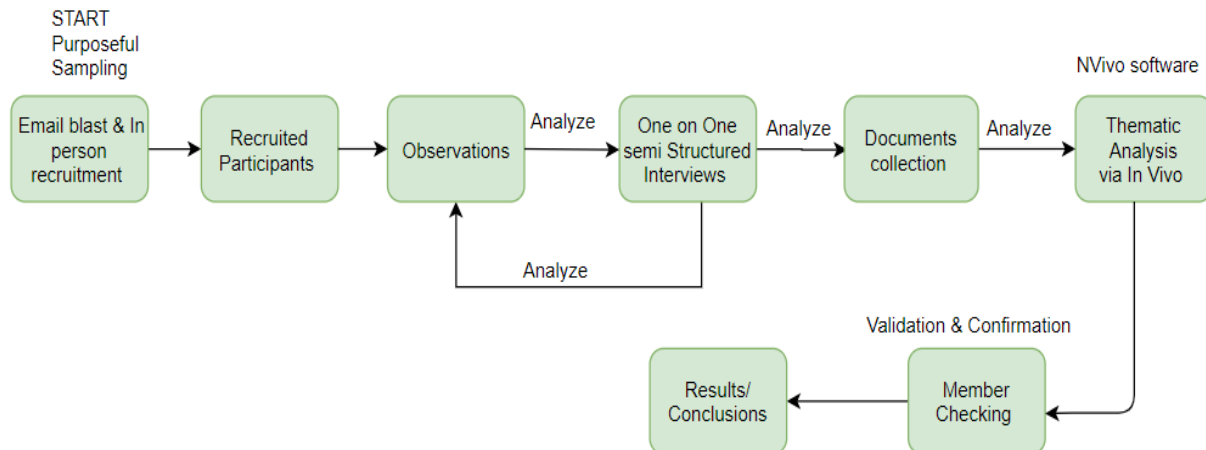 START
Purposeful
Sampling
Email blast & In
person
recruitment
Recruited
Participants
Observations
Analyze
One on One
semi Structured
Interviews
Analyze
Documents
collection
Analyze
NVivo software
Thematic
Analysis
via In Vivo
Analyze
Validation & Confirmation
Member
Checking
Results/
Conclusions